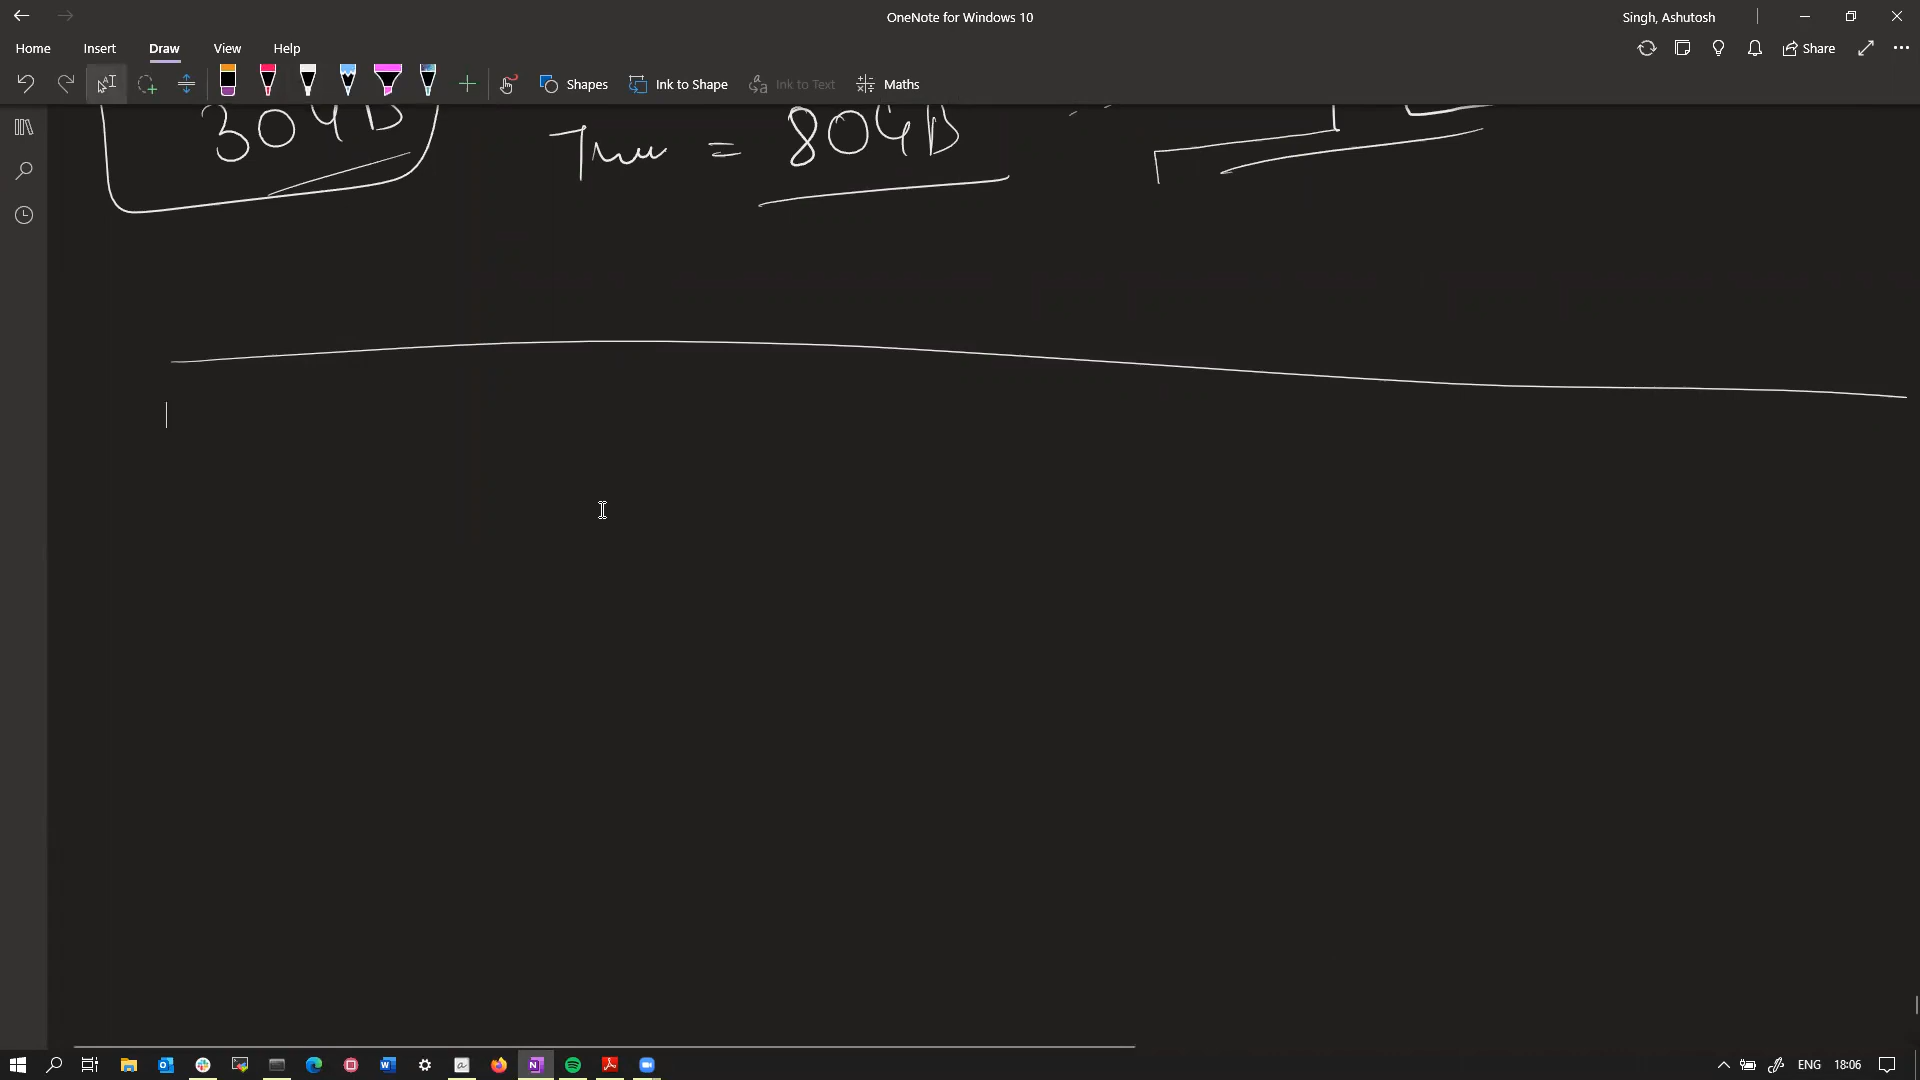 OneNote for Windows 10
Singh, Ashutosh
Home Insert Draw View Help
Share
Shapes Ink to Shape Ink to Text Maths
304B
= 804B
ENG 18:06